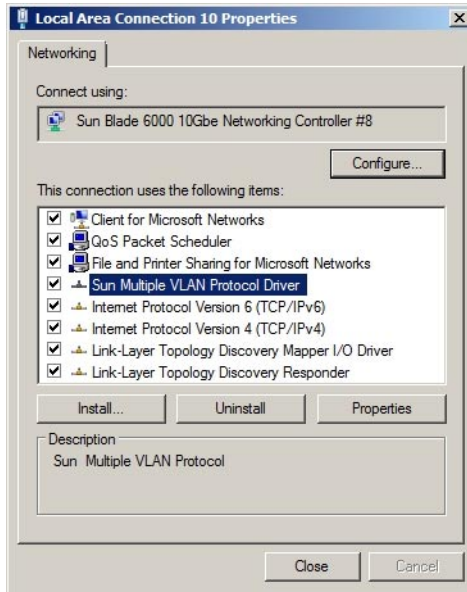 Local Area Connection 10 Properties
Networking
Connect using:
Sun Blade 6000 10Gbe Networking Controller #8
Configure...
This connection uses the following items:
Client for Microsoft Networks
QoS Packet Scheduler
File and Printer Sharing for Microsoft Networks
Sun Multiple VLAN Protocol Driver
Internet Protocol Version 6 (TCP/IPv6)
Internet Protocol Version 4 (TCP/IPv4)
Link-Layer Topology Discovery Mapper I/O Driver
Link-Layer Topology Discovery Responder
Install... Uninstall Properties
Description
Sun Multiple VLAN Protocol
Close Cancel